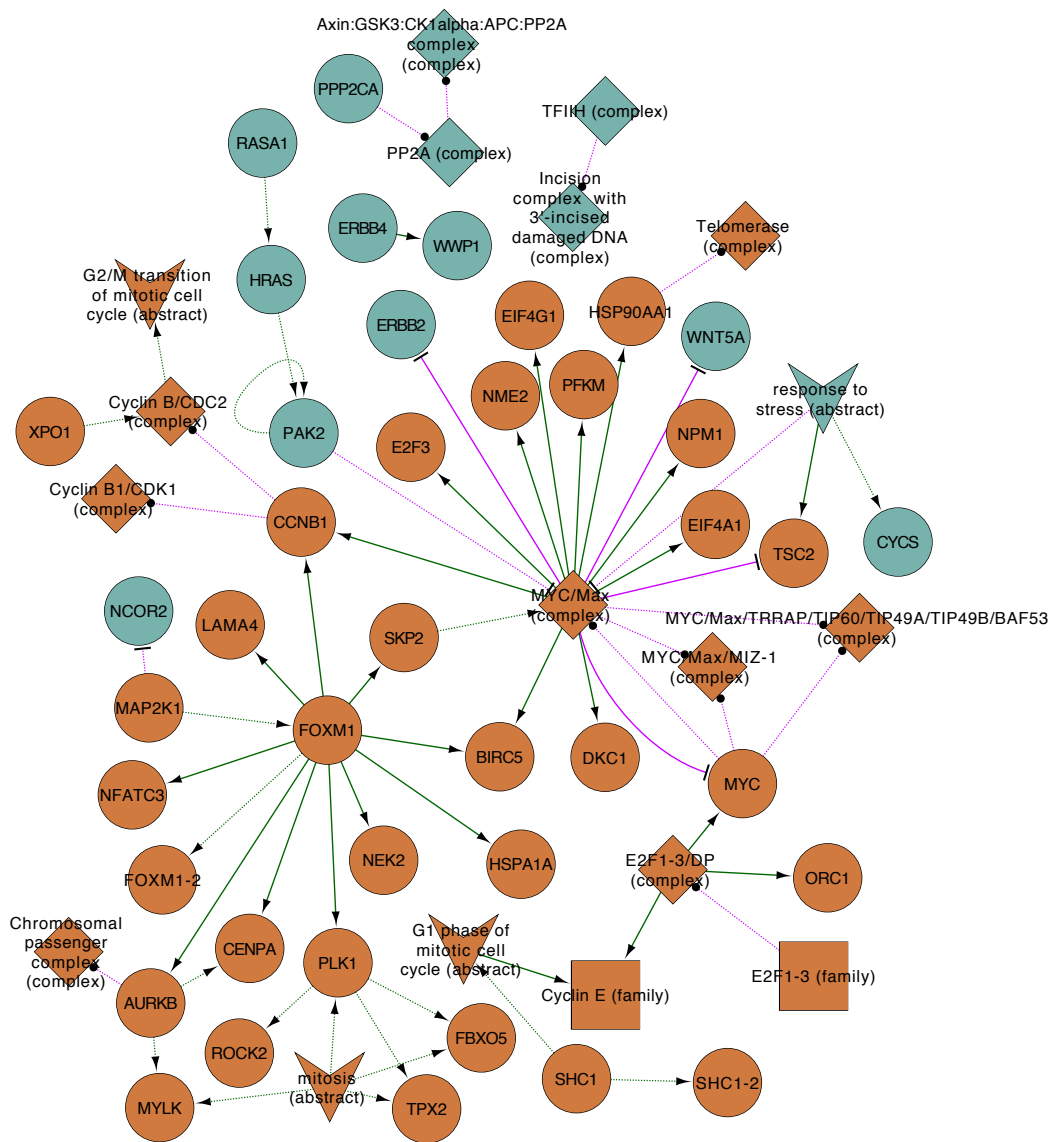 Axin:GSK3:CK1alpha:APC:PP2A
complex
(complex)
PPP2CA
TFIIH (complex)
RASA1
PP2A (complex)
Incision
complex with
3'-incised
damaged DNA
(complex)
ERBB4
WWP1
Telomerase
(complex)
G2/M transition
of mitotic cell
cycle (abstract)
HRAS
ERBB2
EIF4G1
HSP90AA1
WNT5A
NME2
PFKM
response to
stress (abstract)
Cyclin B/CDC2
(complex)
XPO1
PAK2
E2F3
NPM1
Cyclin B1/CDK1
(complex)
CCNB1
EIF4A1
TSC2
CYCS
NCOR2
LAMA4
SKP2
MYC/Max
(complex)
MYC/Max/TRRAP/TIP60/TIP49A/TIP49B/BAF53
(complex)
MYC/Max/MIZ-1
(complex)
MAP2K1
FOXM1
BIRC5
DKC1
MYC
NFATC3
FOXM1-2
NEK2
HSPA1A
E2F1-3/DP
(complex)
ORC1
Chromosomal
passenger
complex
(complex)
CENPA
PLK1
G1 phase of
mitotic cell
cycle (abstract)
Cyclin E (family)
E2F1-3 (family)
AURKB
ROCK2
FBXO5
mitosis
(abstract)
SHC1
SHC1-2
MYLK
TPX2